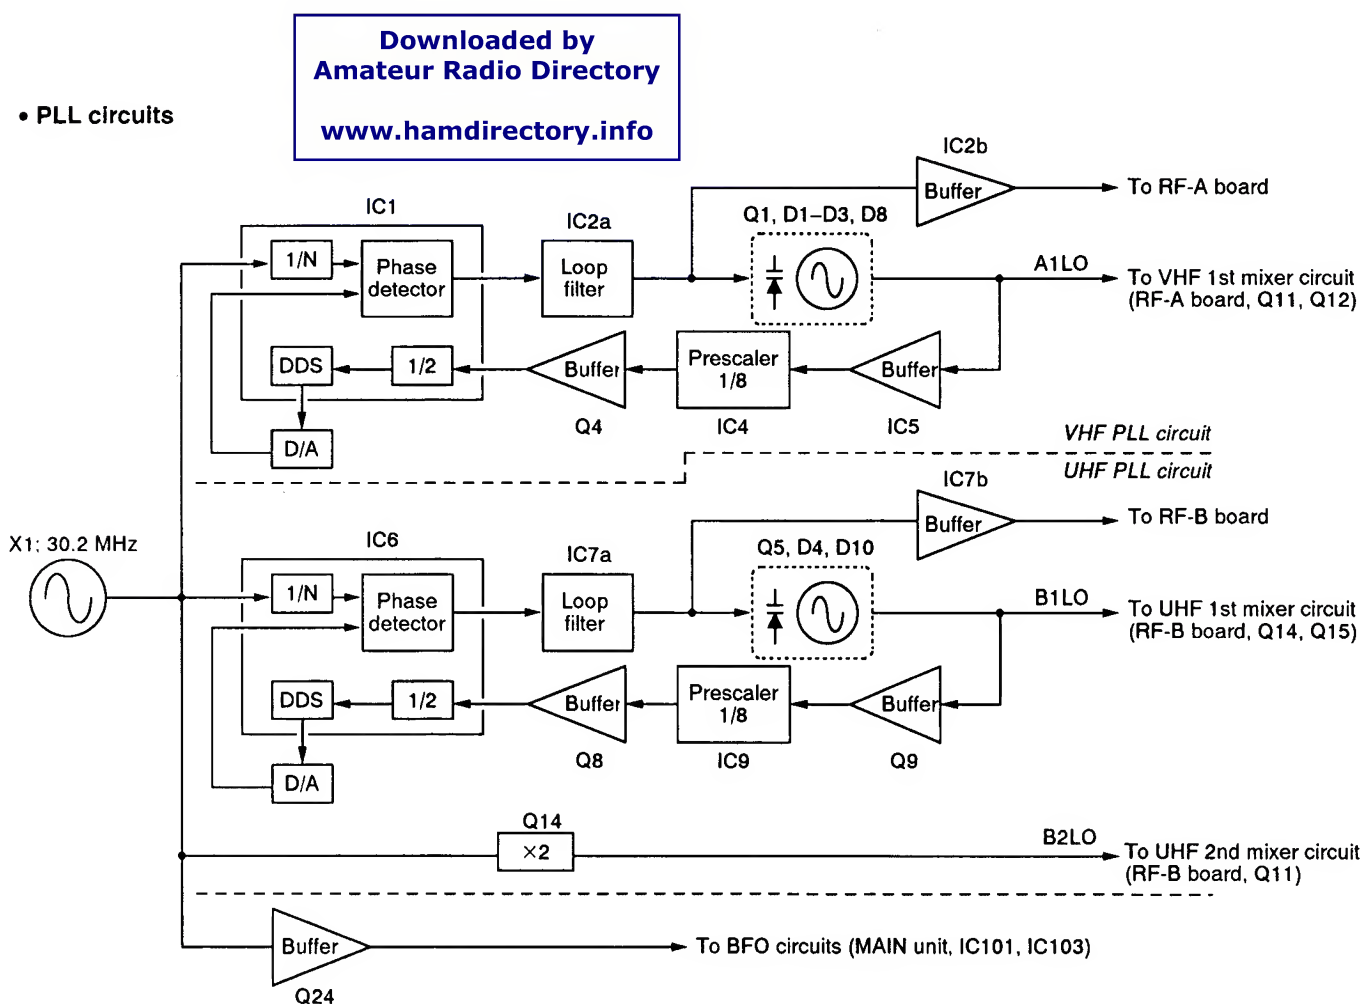 Downloaded by
Amateur Radio Directory
www.hamdirectory.info
• PLL circuits
IC2b
Buffer
To RF-A board
IC1
IC2a
Q1, D1–D3, D8
1/N
Phase
detector
Loop
filter
A1LO
To VHF 1st mixer circuit
(RF-A board, Q11, Q12)
DDS
1/2
Buffer
Prescaler
1/8
Buffer
D/A
Q4
IC4
IC5
VHF PLL circuit
UHF PLL circuit
IC7b
Buffer
To RF-B board
X1; 30.2 MHz
IC6
IC7a
Q5, D4, D10
1/N
Phase
detector
Loop
filter
B1LO
To UHF 1st mixer circuit
(RF-B board, Q14, Q15)
DDS
1/2
Buffer
Prescaler
1/8
Buffer
D/A
Q8
IC9
Q9
Q14
×2
B2LO
To UHF 2nd mixer circuit
(RF-B board, Q11)
Buffer
To BFO circuits (MAIN unit, IC101, IC103)
Q24